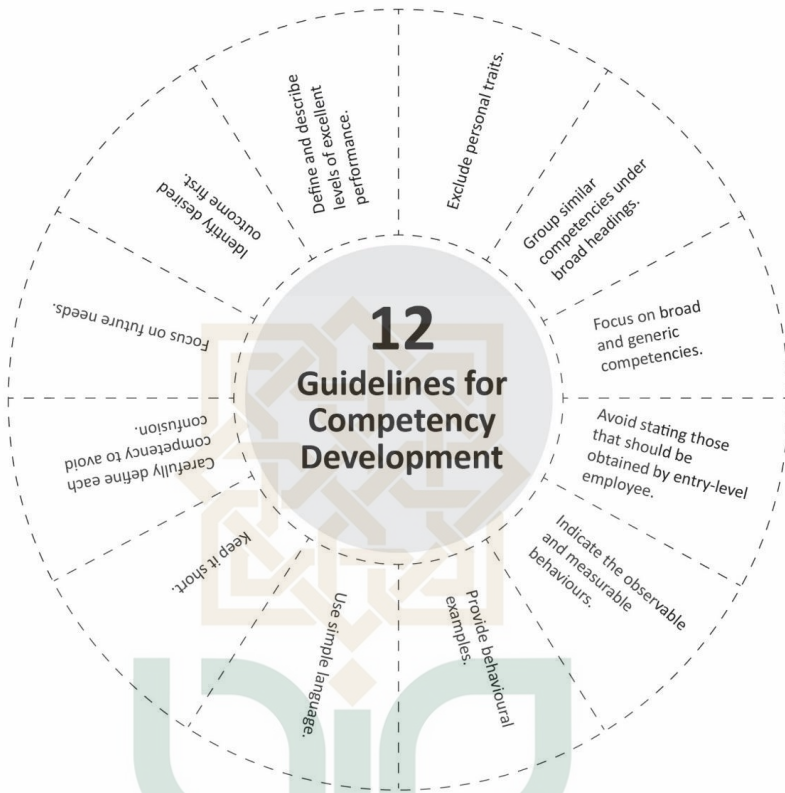 12
Guidelines for
Competency
Development
Exclude personal traits.
Group similar
competencies under
broad headings.
Focus on broad
and generic
competencies.
Avoid stating those
that should be
obtained by entry-level
employee.
Indicate the observable
and measurable
behaviours.
Provide behavioural
examples.
Use simple language.
Keep it short.
Carefully define each
competency to avoid
confusion.
Focus on future needs.
Identify desired
outcome first.
Define and describe
levels of excellent
performance.